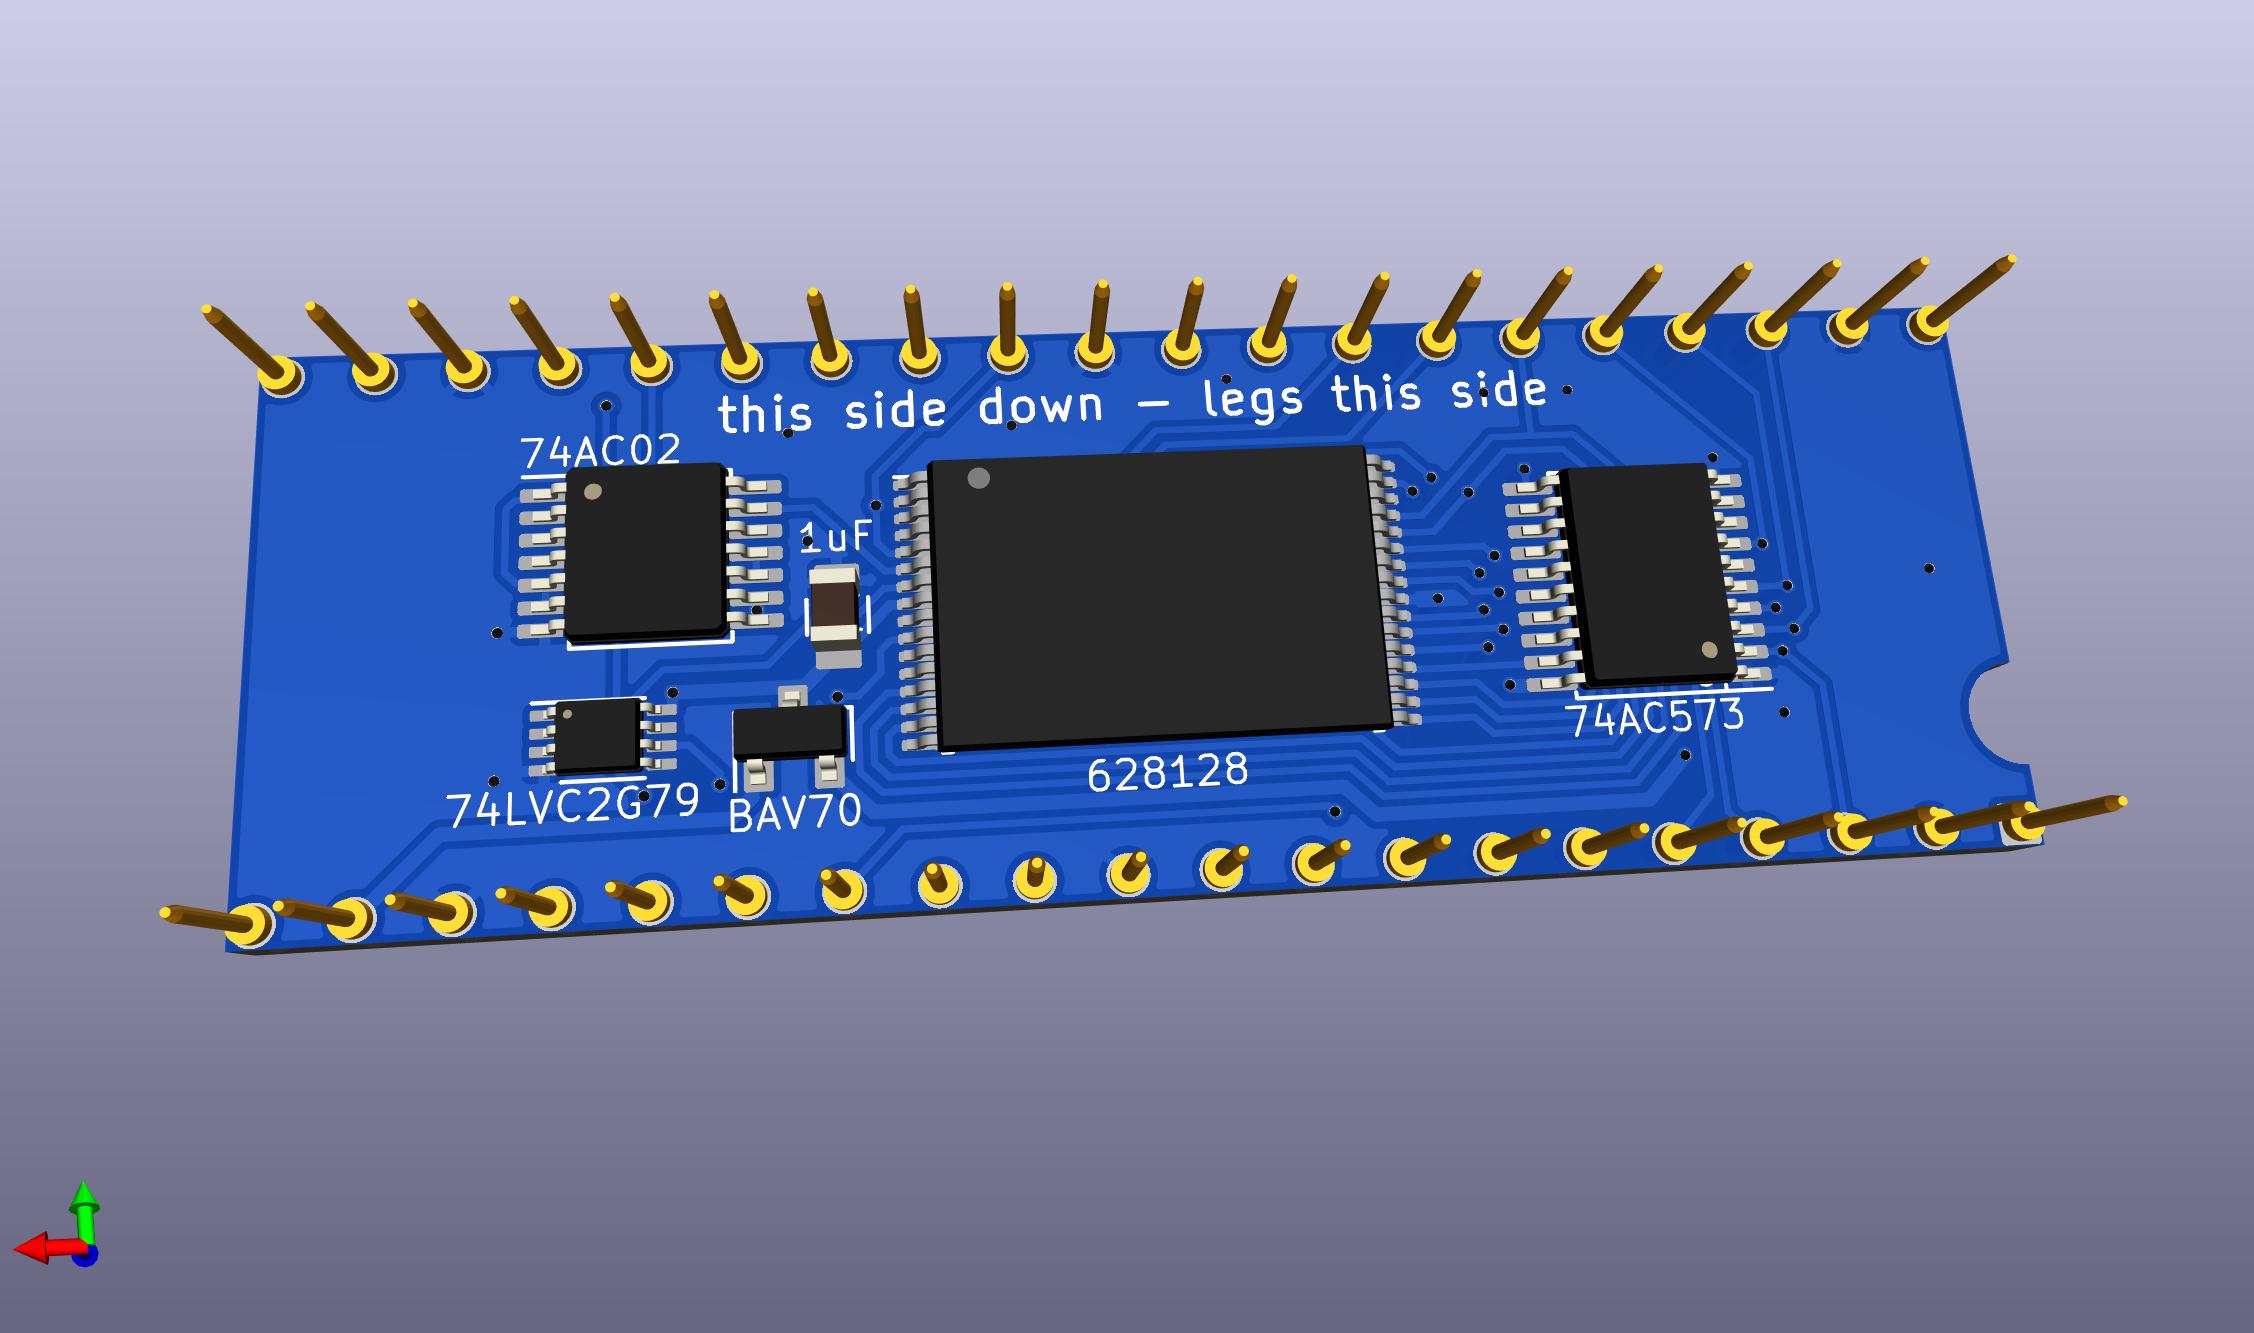 this side down – legs this side
74AC02
1uF
74AC573
628128
74LVC2G79
BAV70